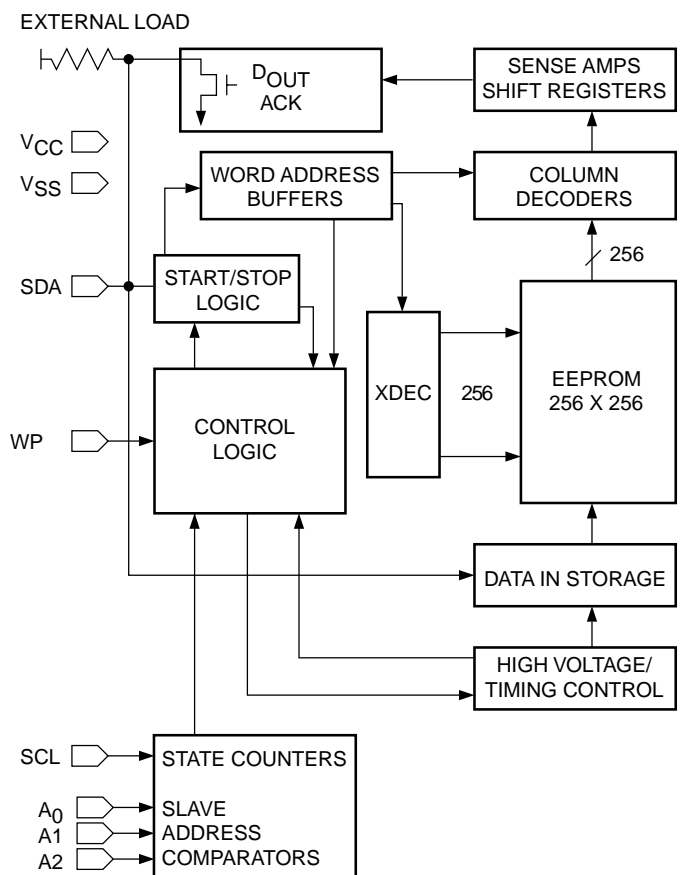 EXTERNAL LOAD
DOUT
ACK
SENSE AMPS
SHIFT REGISTERS
VCC
VSS
WORD ADDRESS
BUFFERS
COLUMN
DECODERS
256
SDA
START/STOP
LOGIC
XDEC
256
EEPROM
256 X 256
WP
CONTROL
LOGIC
DATA IN STORAGE
HIGH VOLTAGE/
TIMING CONTROL
SCL
STATE COUNTERS
A0
SLAVE
A1
ADDRESS
A2
COMPARATORS